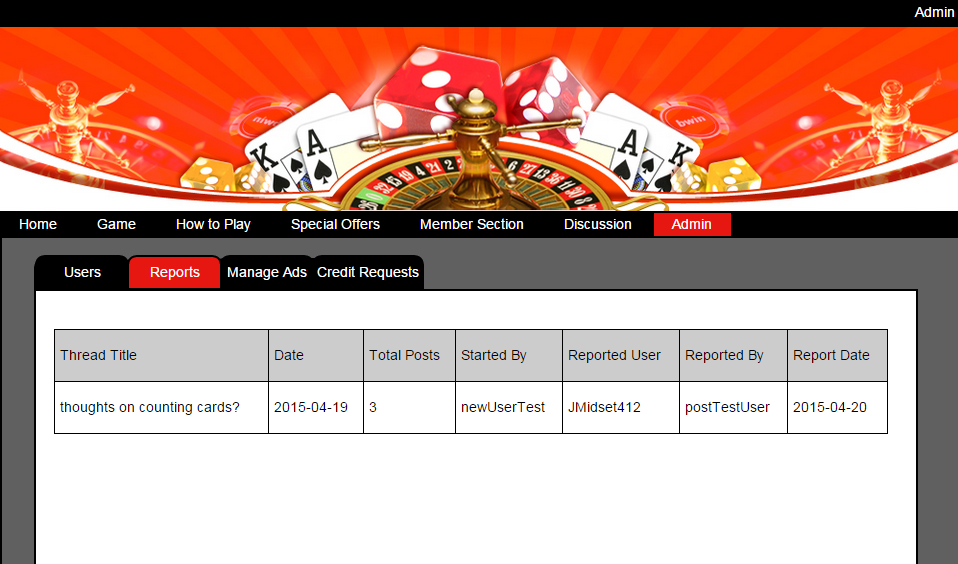 Admin
niwd
bwin
K A
A K
Home Game How to Play Special Offers Member Section Discussion Admin
Users Reports Manage Ads Credit Requests
Thread Title Date Total Posts Started By Reported User Reported By Report Date
thoughts on counting cards? 2015-04-19 3 newUserTest JMidset412 postTestUser 2015-04-20